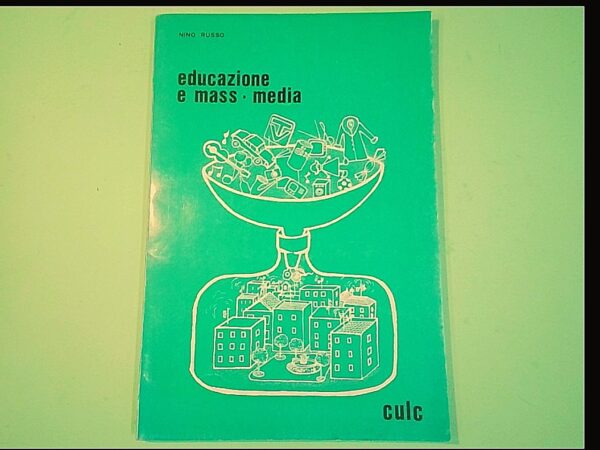 NINO RUSSO
educazione
e mass · media
culc